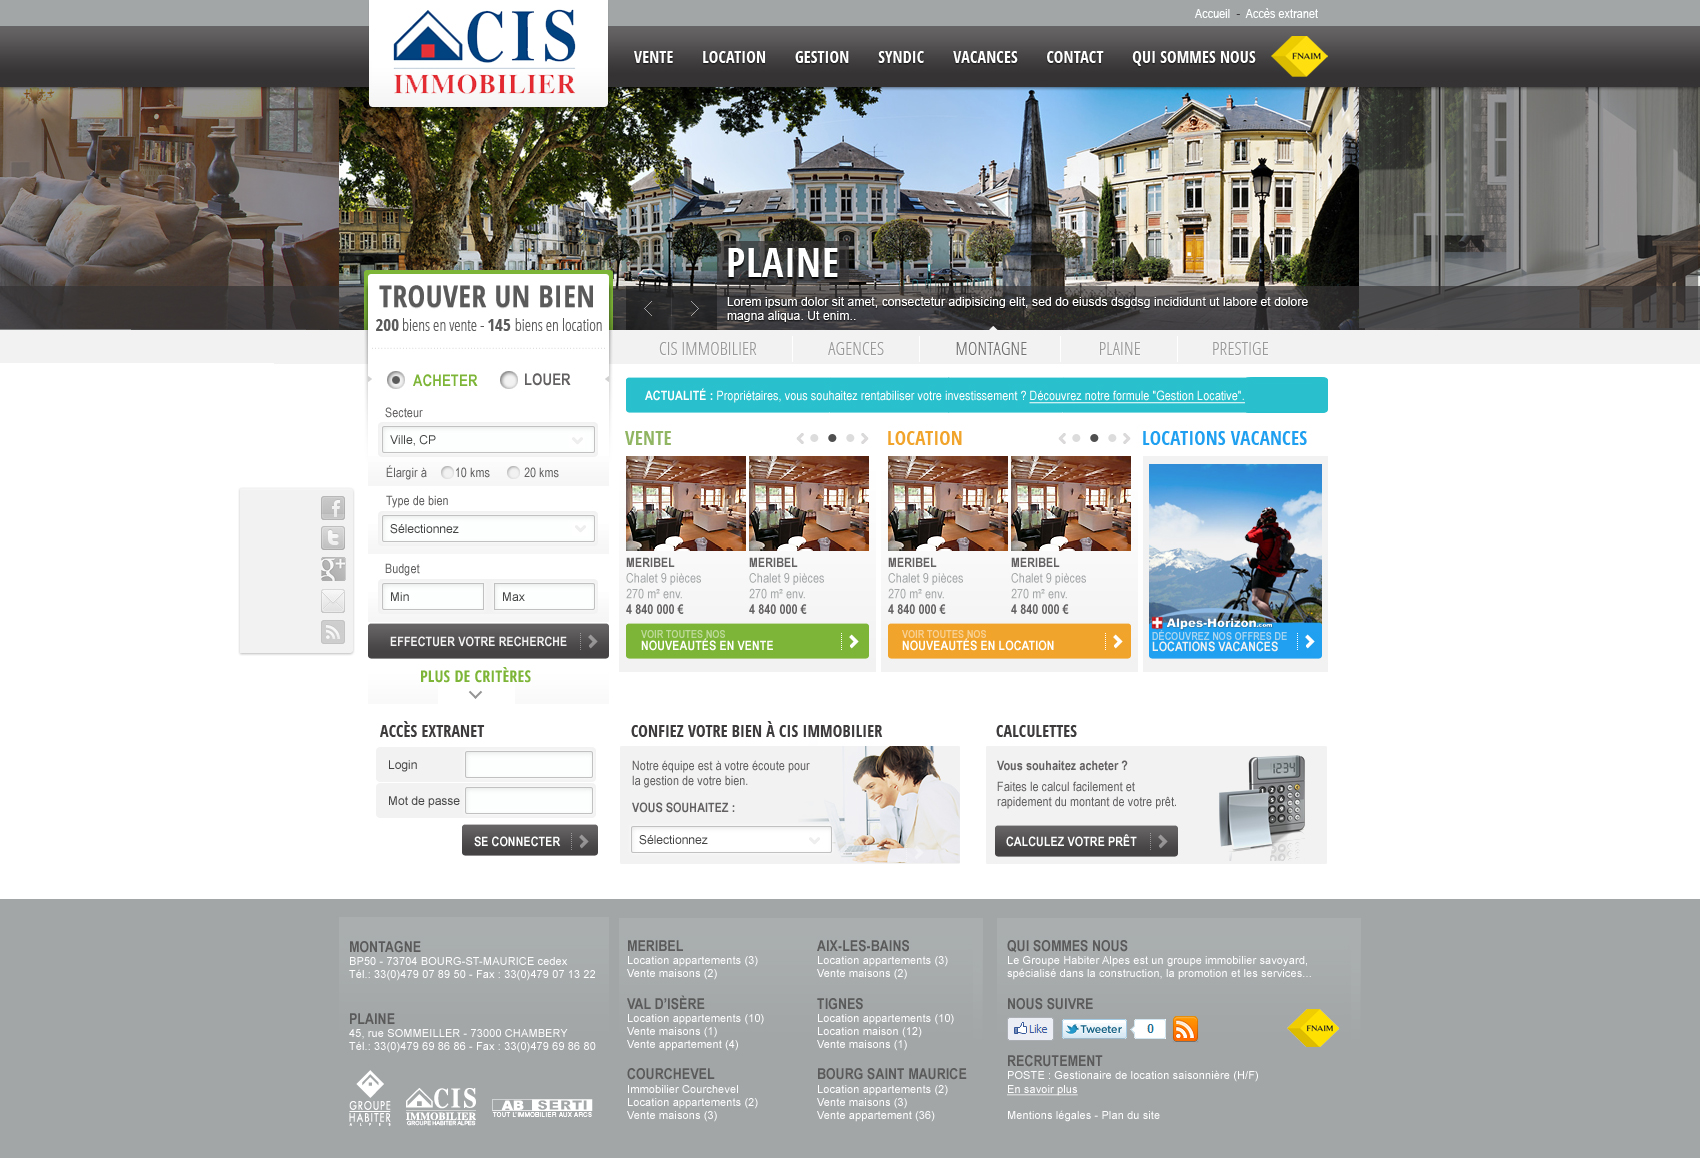 Accueil - Accès extranet
CIS
IMMOBILIER
VENTE LOCATION GESTION SYNDIC VACANCES CONTACT QUI SOMMES NOUS
FNAIM
PLAINE
Lorem ipsum dolor sit amet, consectetur adipisicing elit, sed do eiusds dsgdsg incididunt ut labore et dolore
magna aliqua. Ut enim..
TROUVER UN BIEN
200 biens en vente - 145 biens en location
CIS IMMOBILIER AGENCES MONTAGNE PLAINE PRESTIGE
ACHETER LOUER
Secteur
Ville, CP
Élargir à 10 kms 20 kms
Type de bien
Sélectionnez
Budget
Min Max
EFFECTUER VOTRE RECHERCHE
PLUS DE CRITÈRES
ACTUALITÉ : Propriétaires, vous souhaitez rentabiliser votre investissement ? Découvrez notre formule "Gestion Locative".
VENTE
MERIBEL MERIBEL
Chalet 9 pièces Chalet 9 pièces
270 m² env. 270 m² env.
4 840 000 € 4 840 000 €
VOIR TOUTES NOS
NOUVEAUTÉS EN VENTE
LOCATION
MERIBEL MERIBEL
Chalet 9 pièces Chalet 9 pièces
270 m² env. 270 m² env.
4 840 000 € 4 840 000 €
VOIR TOUTES NOS
NOUVEAUTÉS EN LOCATION
LOCATIONS VACANCES
Alpes-Horizon.com
DÉCOUVREZ NOS OFFRES DE
LOCATIONS VACANCES
ACCÈS EXTRANET
Login
Mot de passe
SE CONNECTER
CONFIEZ VOTRE BIEN À CIS IMMOBILIER
Notre équipe est à votre écoute pour
la gestion de votre bien.
VOUS SOUHAITEZ :
Sélectionnez
CALCULETTES
Vous souhaitez acheter ?
Faites le calcul facilement et
rapidement du montant de votre prêt.
CALCULEZ VOTRE PRÊT
1234
MONTAGNE
BP50 - 73704 BOURG-ST-MAURICE cedex
Tél.: 33(0)479 07 89 50 - Fax : 33(0)479 07 13 22
PLAINE
45, rue SOMMEILLER - 73000 CHAMBERY
Tél.: 33(0)479 69 86 86 - Fax : 33(0)479 69 86 80
GROUPE
HABITER
ALPES
CIS
IMMOBILIER
GROUPE HABITER ALPES
AB SERTI
TOUT L'IMMOBILIER AUX ARCS
MERIBEL
Location appartements (3)
Vente maisons (2)
VAL D'ISÈRE
Location appartements (10)
Vente maisons (1)
Vente appartement (4)
COURCHEVEL
Immobilier Courchevel
Location appartements (2)
Vente maisons (3)
AIX-LES-BAINS
Location appartements (3)
Vente maisons (2)
TIGNES
Location appartements (10)
Location maison (12)
Vente maisons (1)
BOURG SAINT MAURICE
Location appartements (2)
Vente maisons (3)
Vente appartement (36)
QUI SOMMES NOUS
Le Groupe Habiter Alpes est un groupe immobilier savoyard,
spécialisé dans la construction, la promotion et les services...
NOUS SUIVRE
Like Tweeter 0
FNAIM
RECRUTEMENT
POSTE : Gestionaire de location saisonnière (H/F)
En savoir plus
Mentions légales - Plan du site